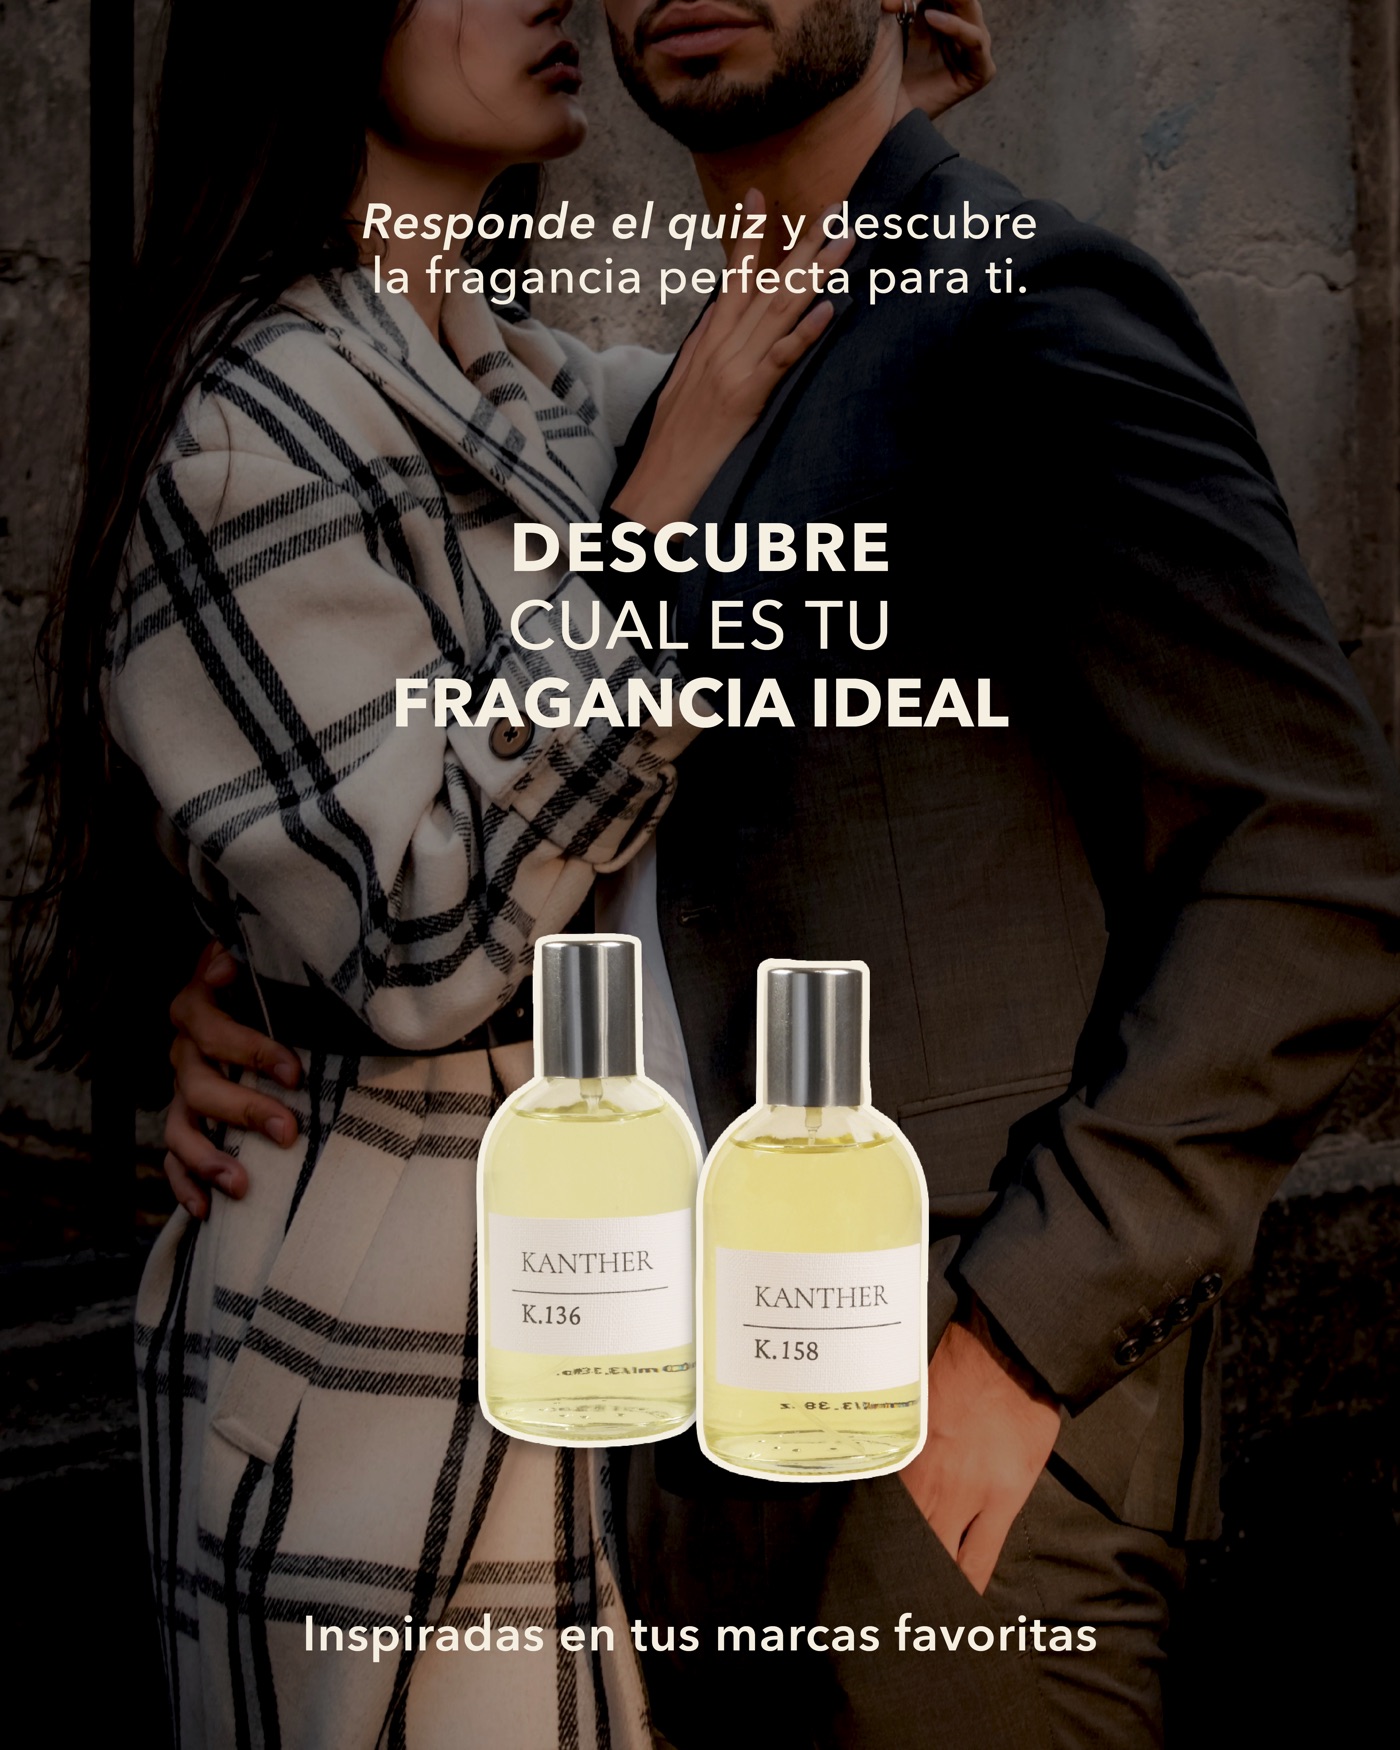 Responde el quiz y descubre
la fragancia perfecta para ti.
DESCUBRE
CUAL ES TU
FRAGANCIA IDEAL
KANTHER
K.136
KANTHER
K.158
Inspiradas en tus marcas favoritas